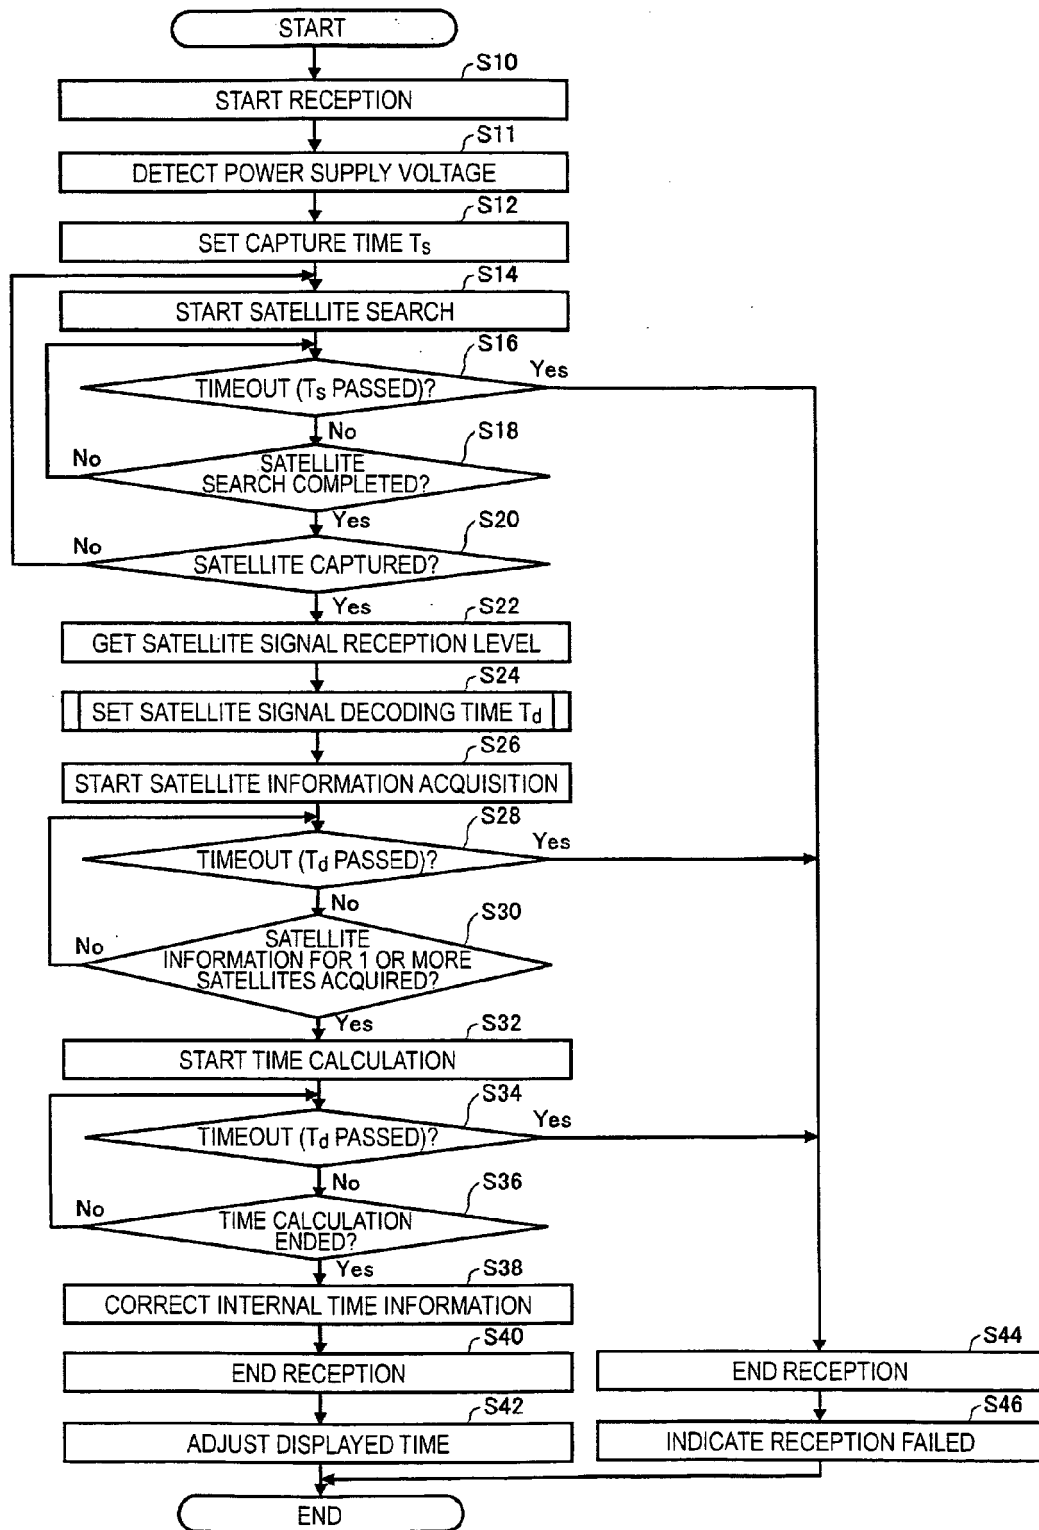 START
S10
START RECEPTION
S11
DETECT POWER SUPPLY VOLTAGE
S12
SET CAPTURE TIME Ts
S14
START SATELLITE SEARCH
S16
TIMEOUT (Ts PASSED)?
Yes
No
S18
SATELLITE
SEARCH COMPLETED?
No
Yes
S20
SATELLITE CAPTURED?
No
Yes
S22
GET SATELLITE SIGNAL RECEPTION LEVEL
S24
SET SATELLITE SIGNAL DECODING TIME Td
S26
START SATELLITE INFORMATION ACQUISITION
S28
TIMEOUT (Td PASSED)?
Yes
No
S30
SATELLITE
INFORMATION FOR 1 OR MORE
SATELLITES ACQUIRED?
No
Yes
S32
START TIME CALCULATION
S34
TIMEOUT (Td PASSED)?
Yes
No
S36
TIME CALCULATION
ENDED?
No
Yes
S38
CORRECT INTERNAL TIME INFORMATION
S40
END RECEPTION
S42
ADJUST DISPLAYED TIME
S44
END RECEPTION
S46
INDICATE RECEPTION FAILED
END